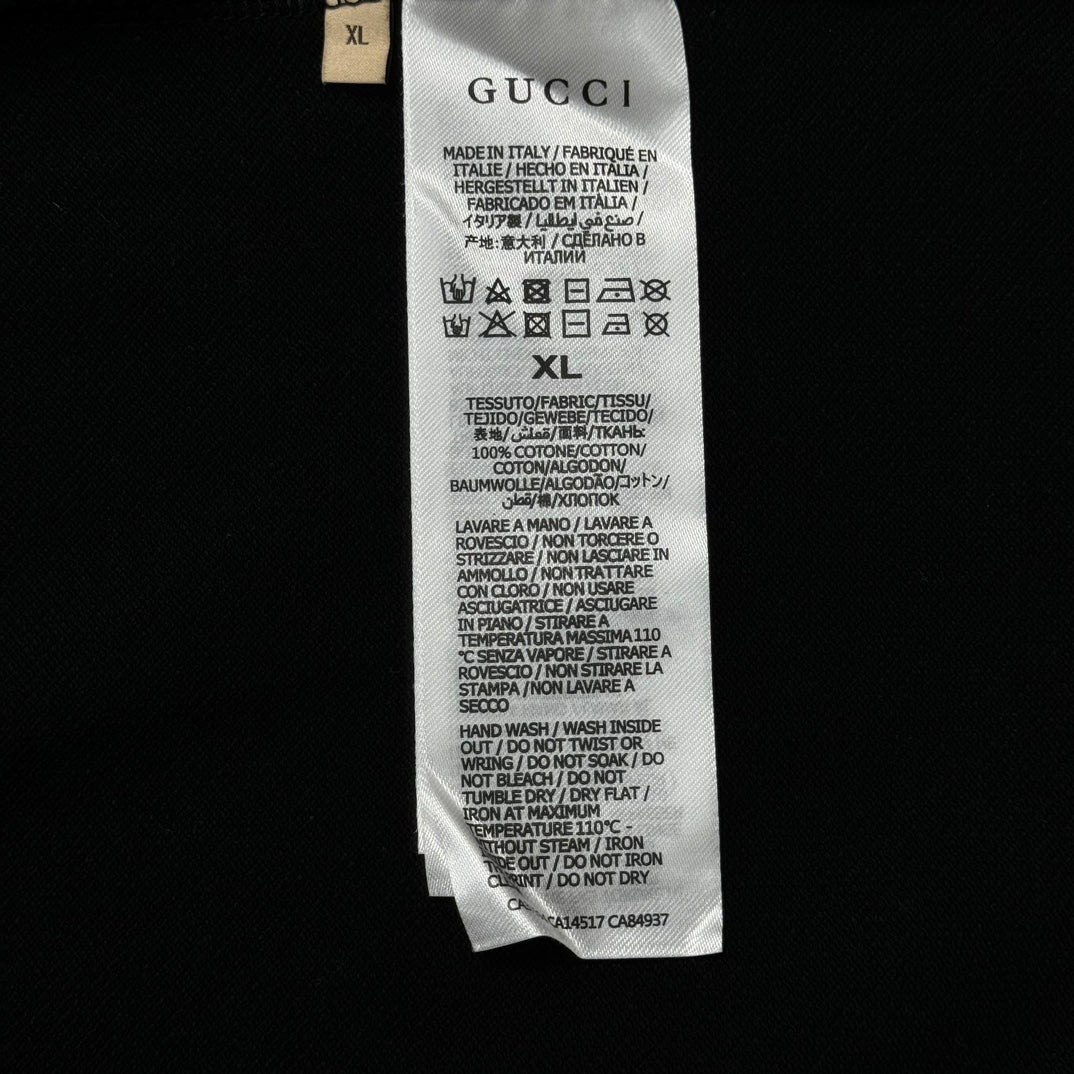 XL
GUCCI
MADE IN ITALY / FABRIQUÉ EN
ITALIE / HECHO EN ITALIA /
HERGESTELLT IN ITALIEN /
FABRICADO EM ITÀLIA /
イタリア製 / صنع في ايطاليا /
产地: 意大利 / СДЕЛАНО В
ИТАЛИИ
XL
TESSUTO/FABRIC/TISSU/
TEJIDO/GEWEBE/TECIDO/
表地/قماش/面料/ТКАНЬ:
100% COTONE/COTTON/
COTON/ALGODON/
BAUMWOLLE/ALGODÃO/コットン/
قطن/棉/ХЛОПОК
LAVARE A MANO / LAVARE A
ROVESCIO / NON TORCERE O
STRIZZARE / NON LASCIARE IN
AMMOLLO / NON TRATTARE
CON CLORO / NON USARE
ASCIUGATRICE / ASCIUGARE
IN PIANO / STIRARE A
TEMPERATURA MASSIMA 110
℃ SENZA VAPORE / STIRARE A
ROVESCIO / NON STIRARE LA
STAMPA / NON LAVARE A
SECCO
HAND WASH / WASH INSIDE
OUT / DO NOT TWIST OR
WRING / DO NOT SOAK / DO
NOT BLEACH / DO NOT
TUMBLE DRY / DRY FLAT /
IRON AT MAXIMUM
TEMPERATURE 110℃ -
WITHOUT STEAM / IRON
OUT / DO NOT IRON
/ DO NOT DRY
CA14517 CA84937